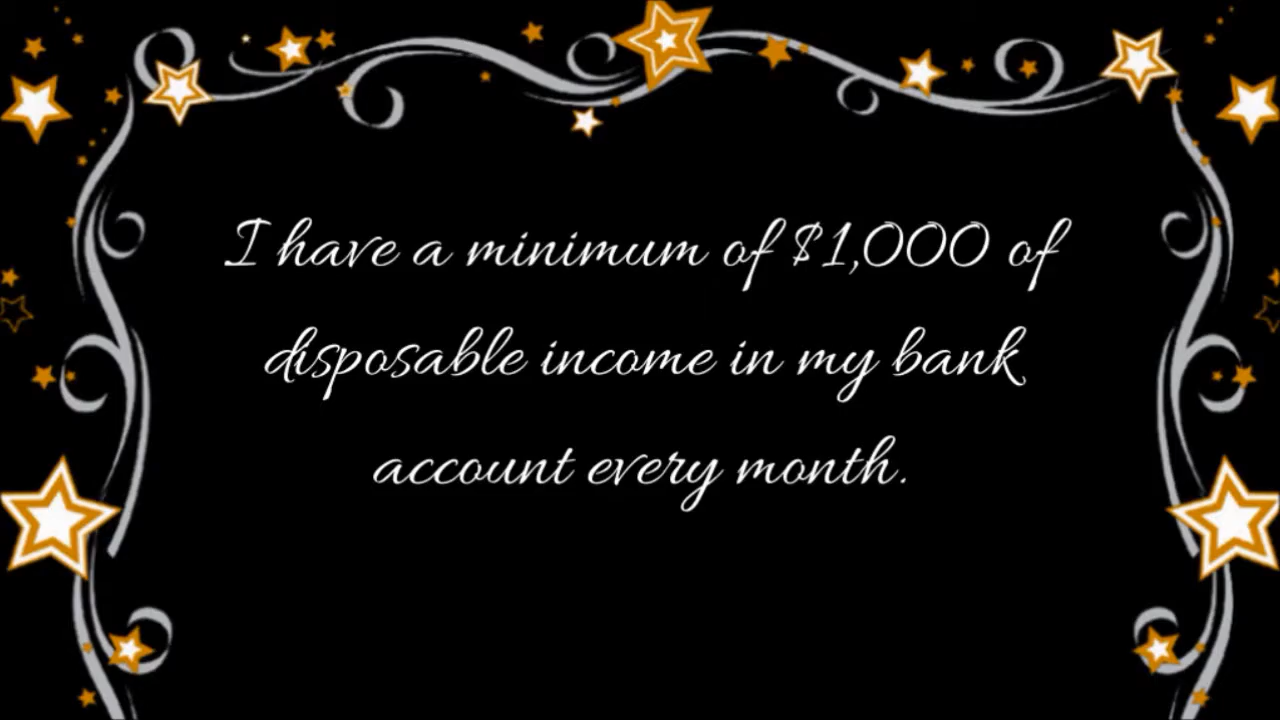 I have a minimum of $1,000 of
disposable income in my bank
account every month.